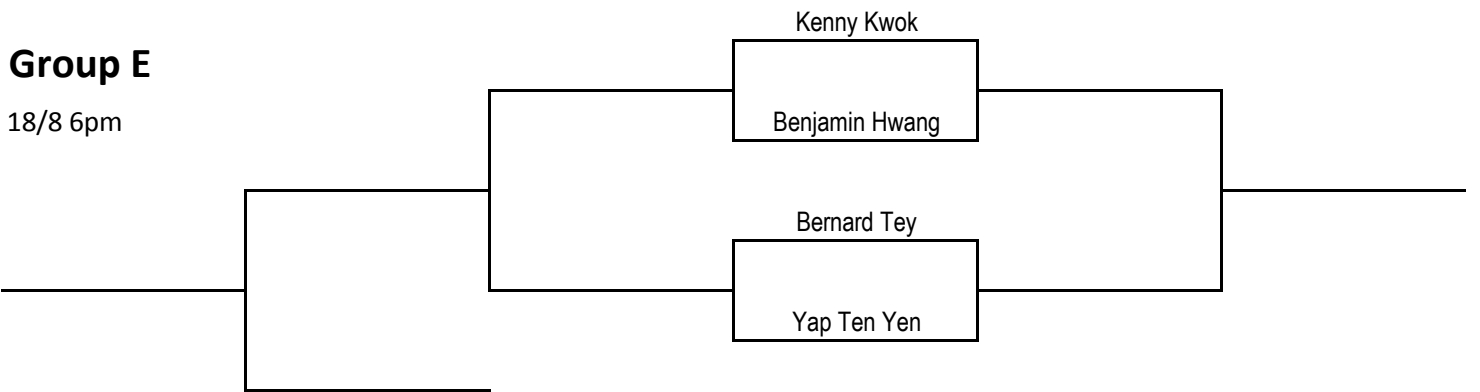 Kenny Kwok
Group E
18/8 6pm
Benjamin Hwang
Bernard Tey
Yap Ten Yen